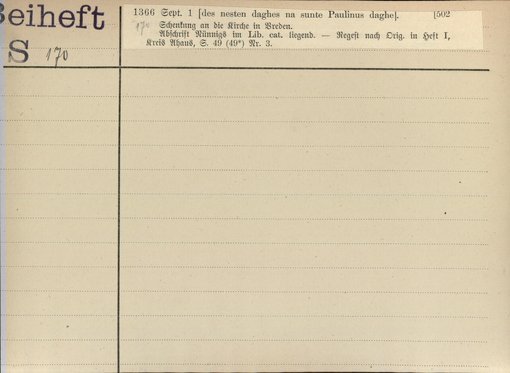 Beiheft
S 170
1366 Sept. 1 [des nesten daghes na sunte Paulinus daghe]. [502
170 Schenkung an die Kirche in Vreden.
Abschrift Nünnigs im Lib. cat. liegend. — Regest nach Orig. in Heft I,
Kreis Ahaus, S. 49 (49*) Nr. 3.